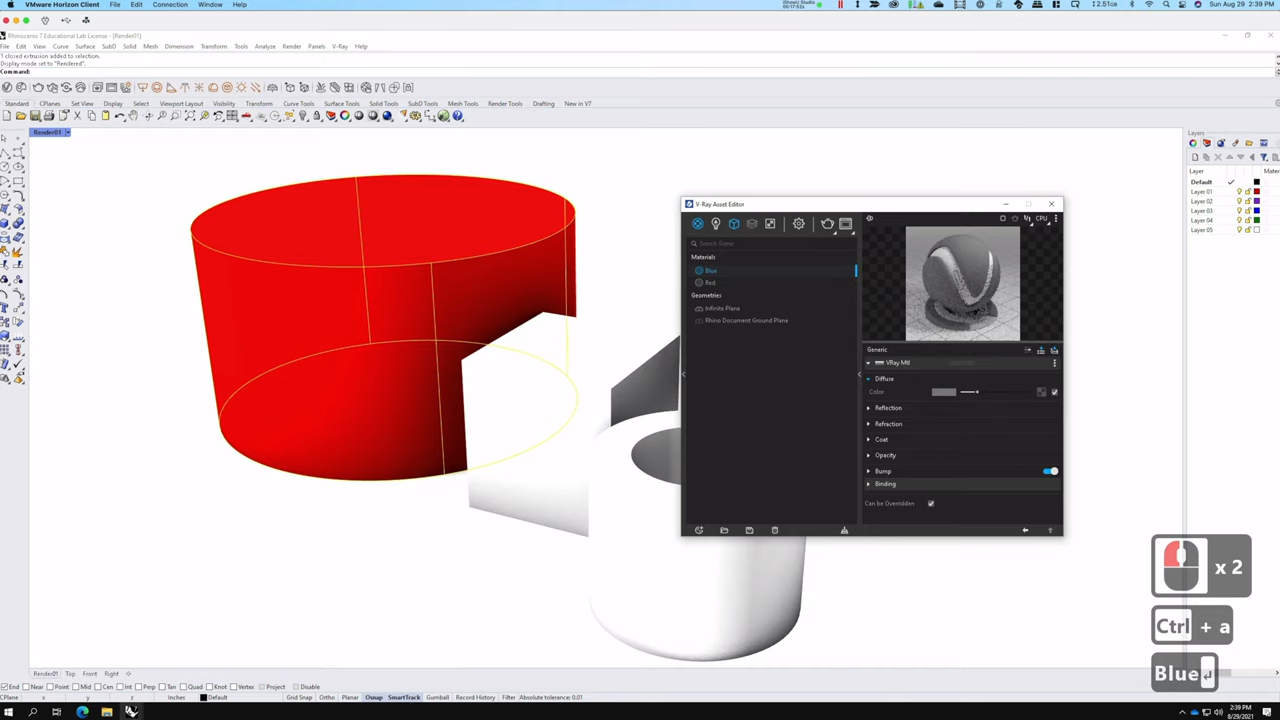 VMware Horizon Client File Edit Connection Window Help
2.51GB Sun Aug 29 2:39 PM
Rhinoceros 7 Educational Lab License - [Render01]
File Edit View Curve Surface SubD Solid Mesh Dimension Transform Tools Analyze Render Panels V-Ray Help
1 closed extrusion added to selection.
Display mode set to "Rendered".
Command:
Standard CPlanes Set View Display Select Viewport Layout Visibility Transform Curve Tools Surface Tools Solid Tools SubD Tools Mesh Tools Render Tools Drafting New in V7
Render01
Layers
Layer Mater
Default
Layer 01
Layer 02
Layer 03
Layer 04
Layer 05
V-Ray Asset Editor
CPU
Search Scene
Materials
Blue
Red
Geometries
Infinite Plane
Rhino Document Ground Plane
Generic
VRay Mtl
Diffuse
Color
Reflection
Refraction
Coat
Opacity
Bump
Binding
Can be Overridden
x 2
Ctrl + a
Blue
Render01 Top Front Right
End Near Point Mid Cen Int Perp Tan Quad Knot Vertex Project Disable
CPlane x y z Inches Default Grid Snap Ortho Planar Osnap SmartTrack Gumball Record History Filter Absolute tolerance: 0.01
2:39 PM
8/29/2021